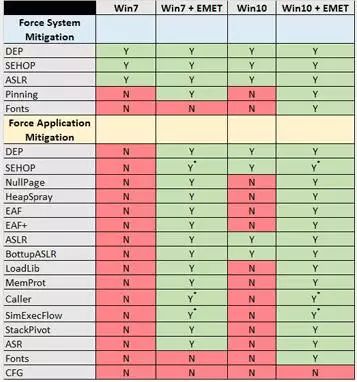 Win7 Win7 + EMET Win10 Win10 + EMET
Force System
Mitigation
DEP Y Y Y Y
SEHOP Y Y Y Y
ASLR Y Y Y Y
Pinning N Y N Y
Fonts N N N Y
Force Application
Mitigation
DEP N Y Y Y
SEHOP N Y* Y Y*
NullPage N Y N Y
HeapSpray N Y N Y
EAF N Y N Y
EAF+ N Y N Y
ASLR N Y Y Y
BottupASLR N Y Y Y
LoadLib N Y N Y
MemProt N Y N Y
Caller N Y* N Y*
SimExecFlow N Y* N Y*
StackPivot N Y N Y
ASR N Y N Y
Fonts N N N Y
CFG N N N N